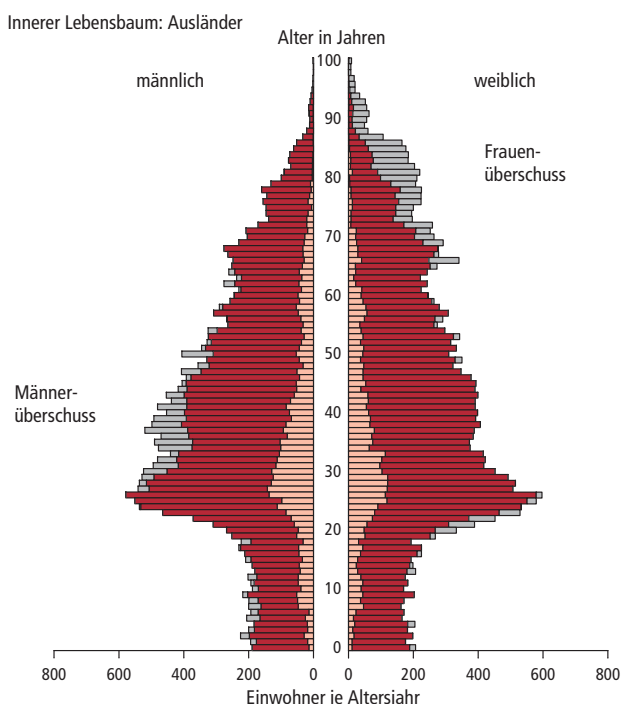 Innerer Lebensbaum: Ausländer
Alter in Jahren
männlich
weiblich
Frauen-
überschuss
Männer-
überschuss
100
90
80
70
60
50
40
30
20
10
0
800 600 400 200 0 0 200 400 600 800
Einwohner je Altersjahr